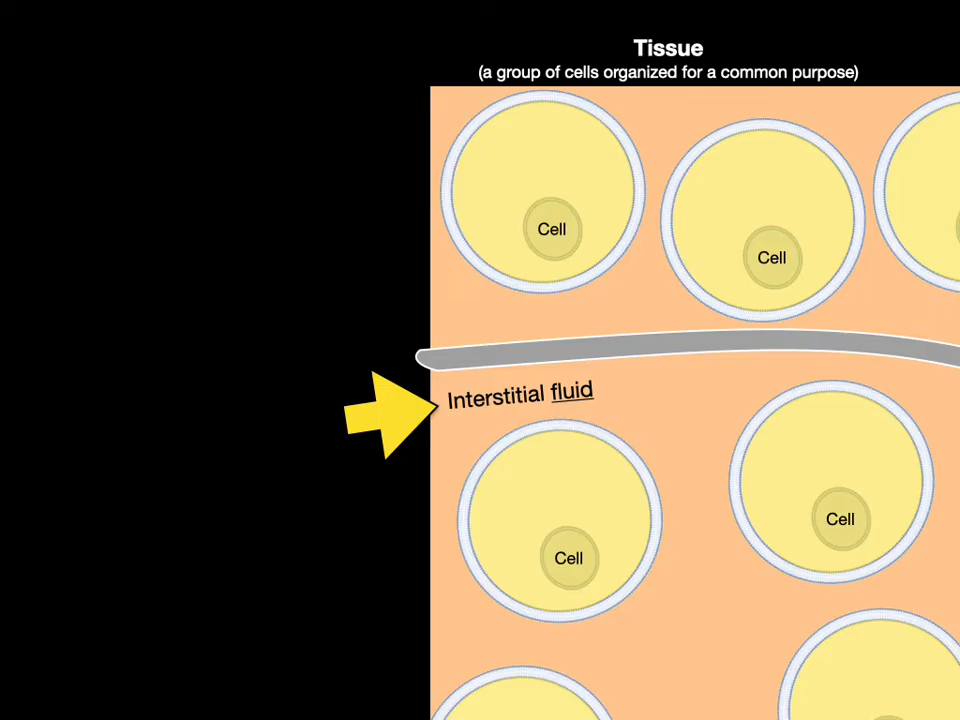 Tissue
(a group of cells organized for a common purpose)
Cell
Cell
Interstitial fluid
Cell
Cell